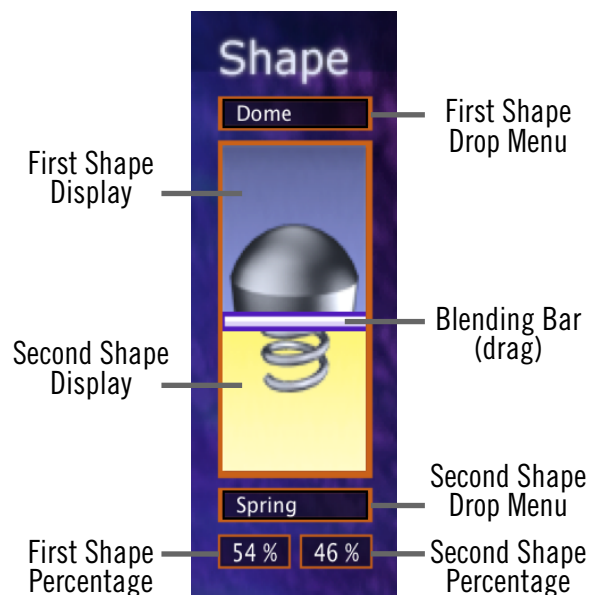 Shape
Dome
First Shape
Drop Menu
First Shape
Display
Blending Bar
(drag)
Second Shape
Display
Second Shape
Drop Menu
Spring
First Shape
Percentage
54 %
46 %
Second Shape
Percentage